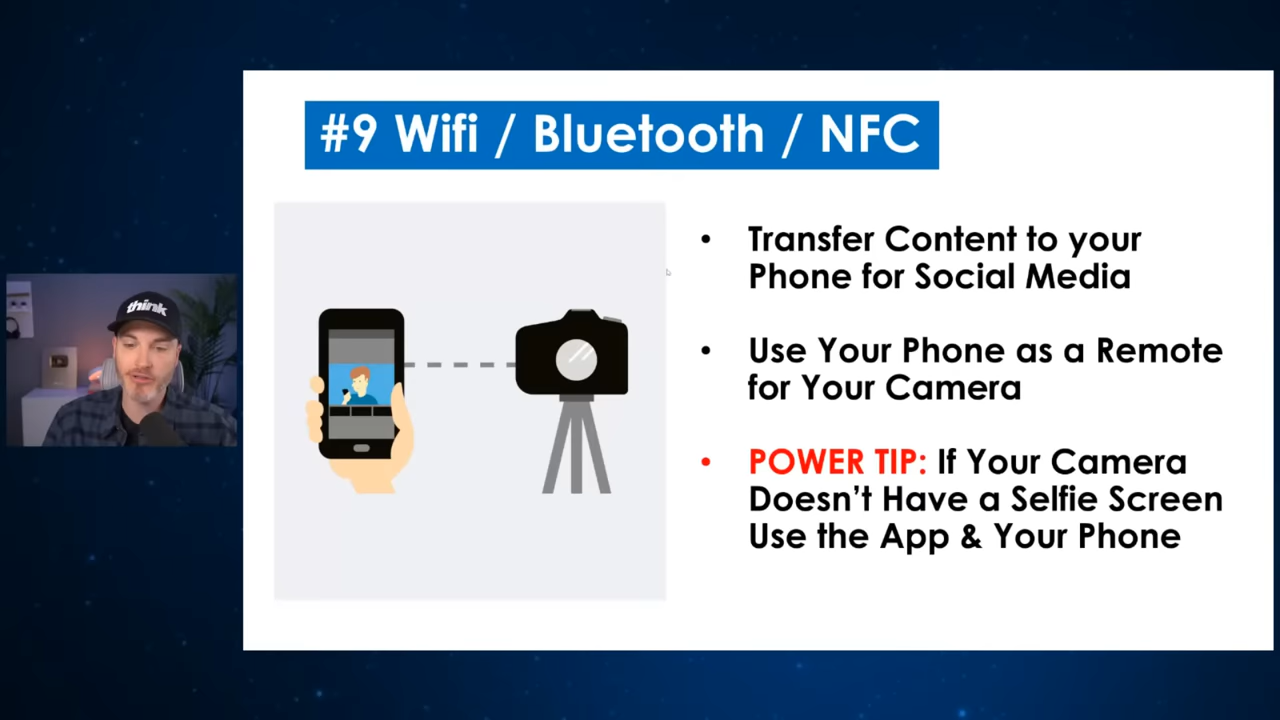 #9 Wifi / Bluetooth / NFC
• Transfer Content to your
Phone for Social Media
• Use Your Phone as a Remote
for Your Camera
• POWER TIP: If Your Camera
Doesn't Have a Selfie Screen
Use the App & Your Phone
think